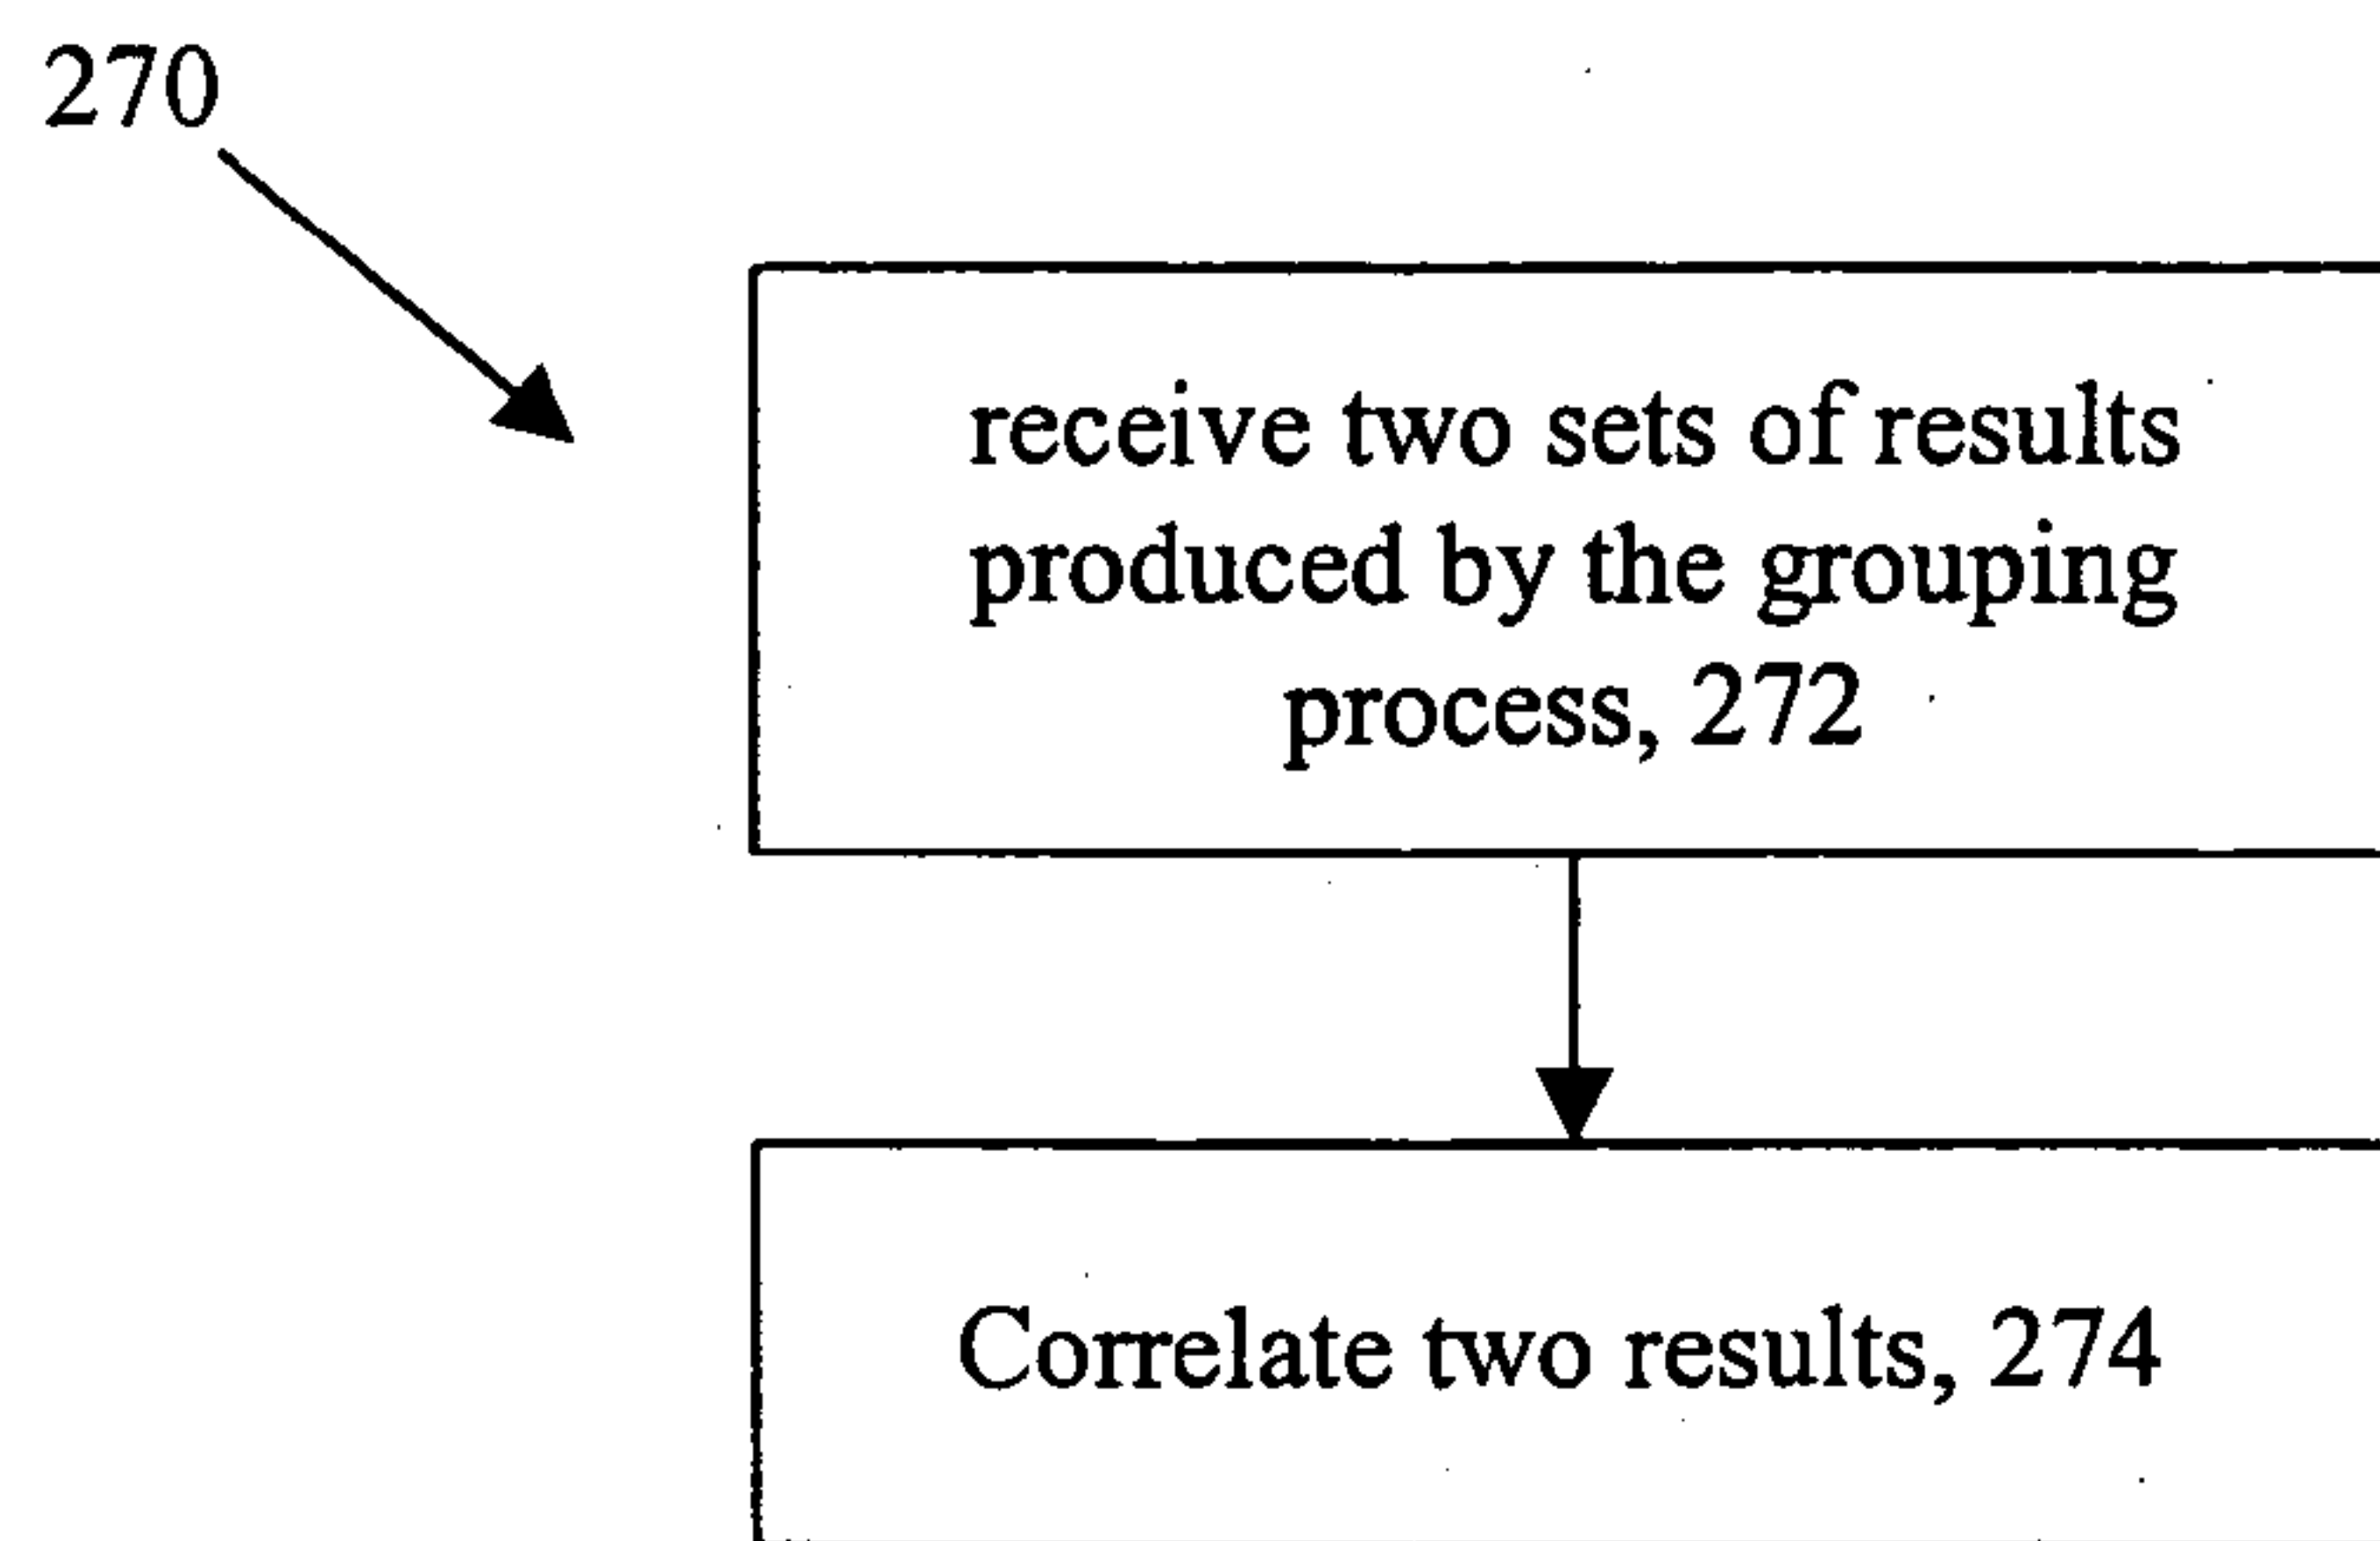 270
receive two sets of results
produced by the grouping
process, 272
Correlate two results, 274